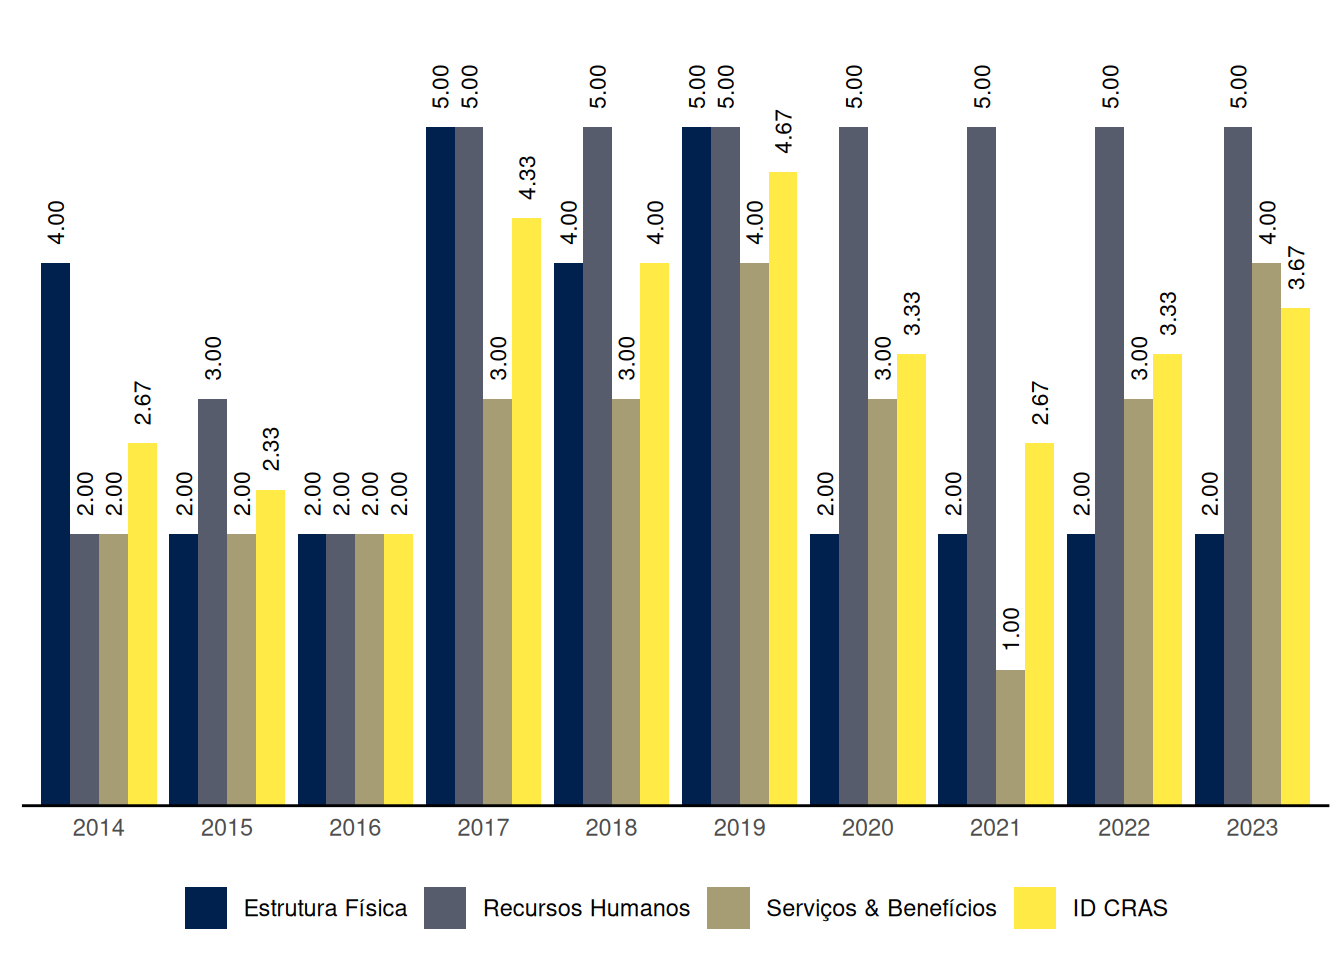 4.00 2.00 2.00 2.67
2.00 3.00 2.00 2.33
2.00 2.00 2.00 2.00
5.00 5.00 3.00 4.33
4.00 5.00 3.00 4.00
5.00 5.00 4.00 4.67
2.00 5.00 3.00 3.33
2.00 5.00 1.00 2.67
2.00 5.00 3.00 3.33
2.00 5.00 4.00 3.67
2014 2015 2016 2017 2018 2019 2020 2021 2022 2023
Estrutura Física Recursos Humanos Serviços & Benefícios ID CRAS